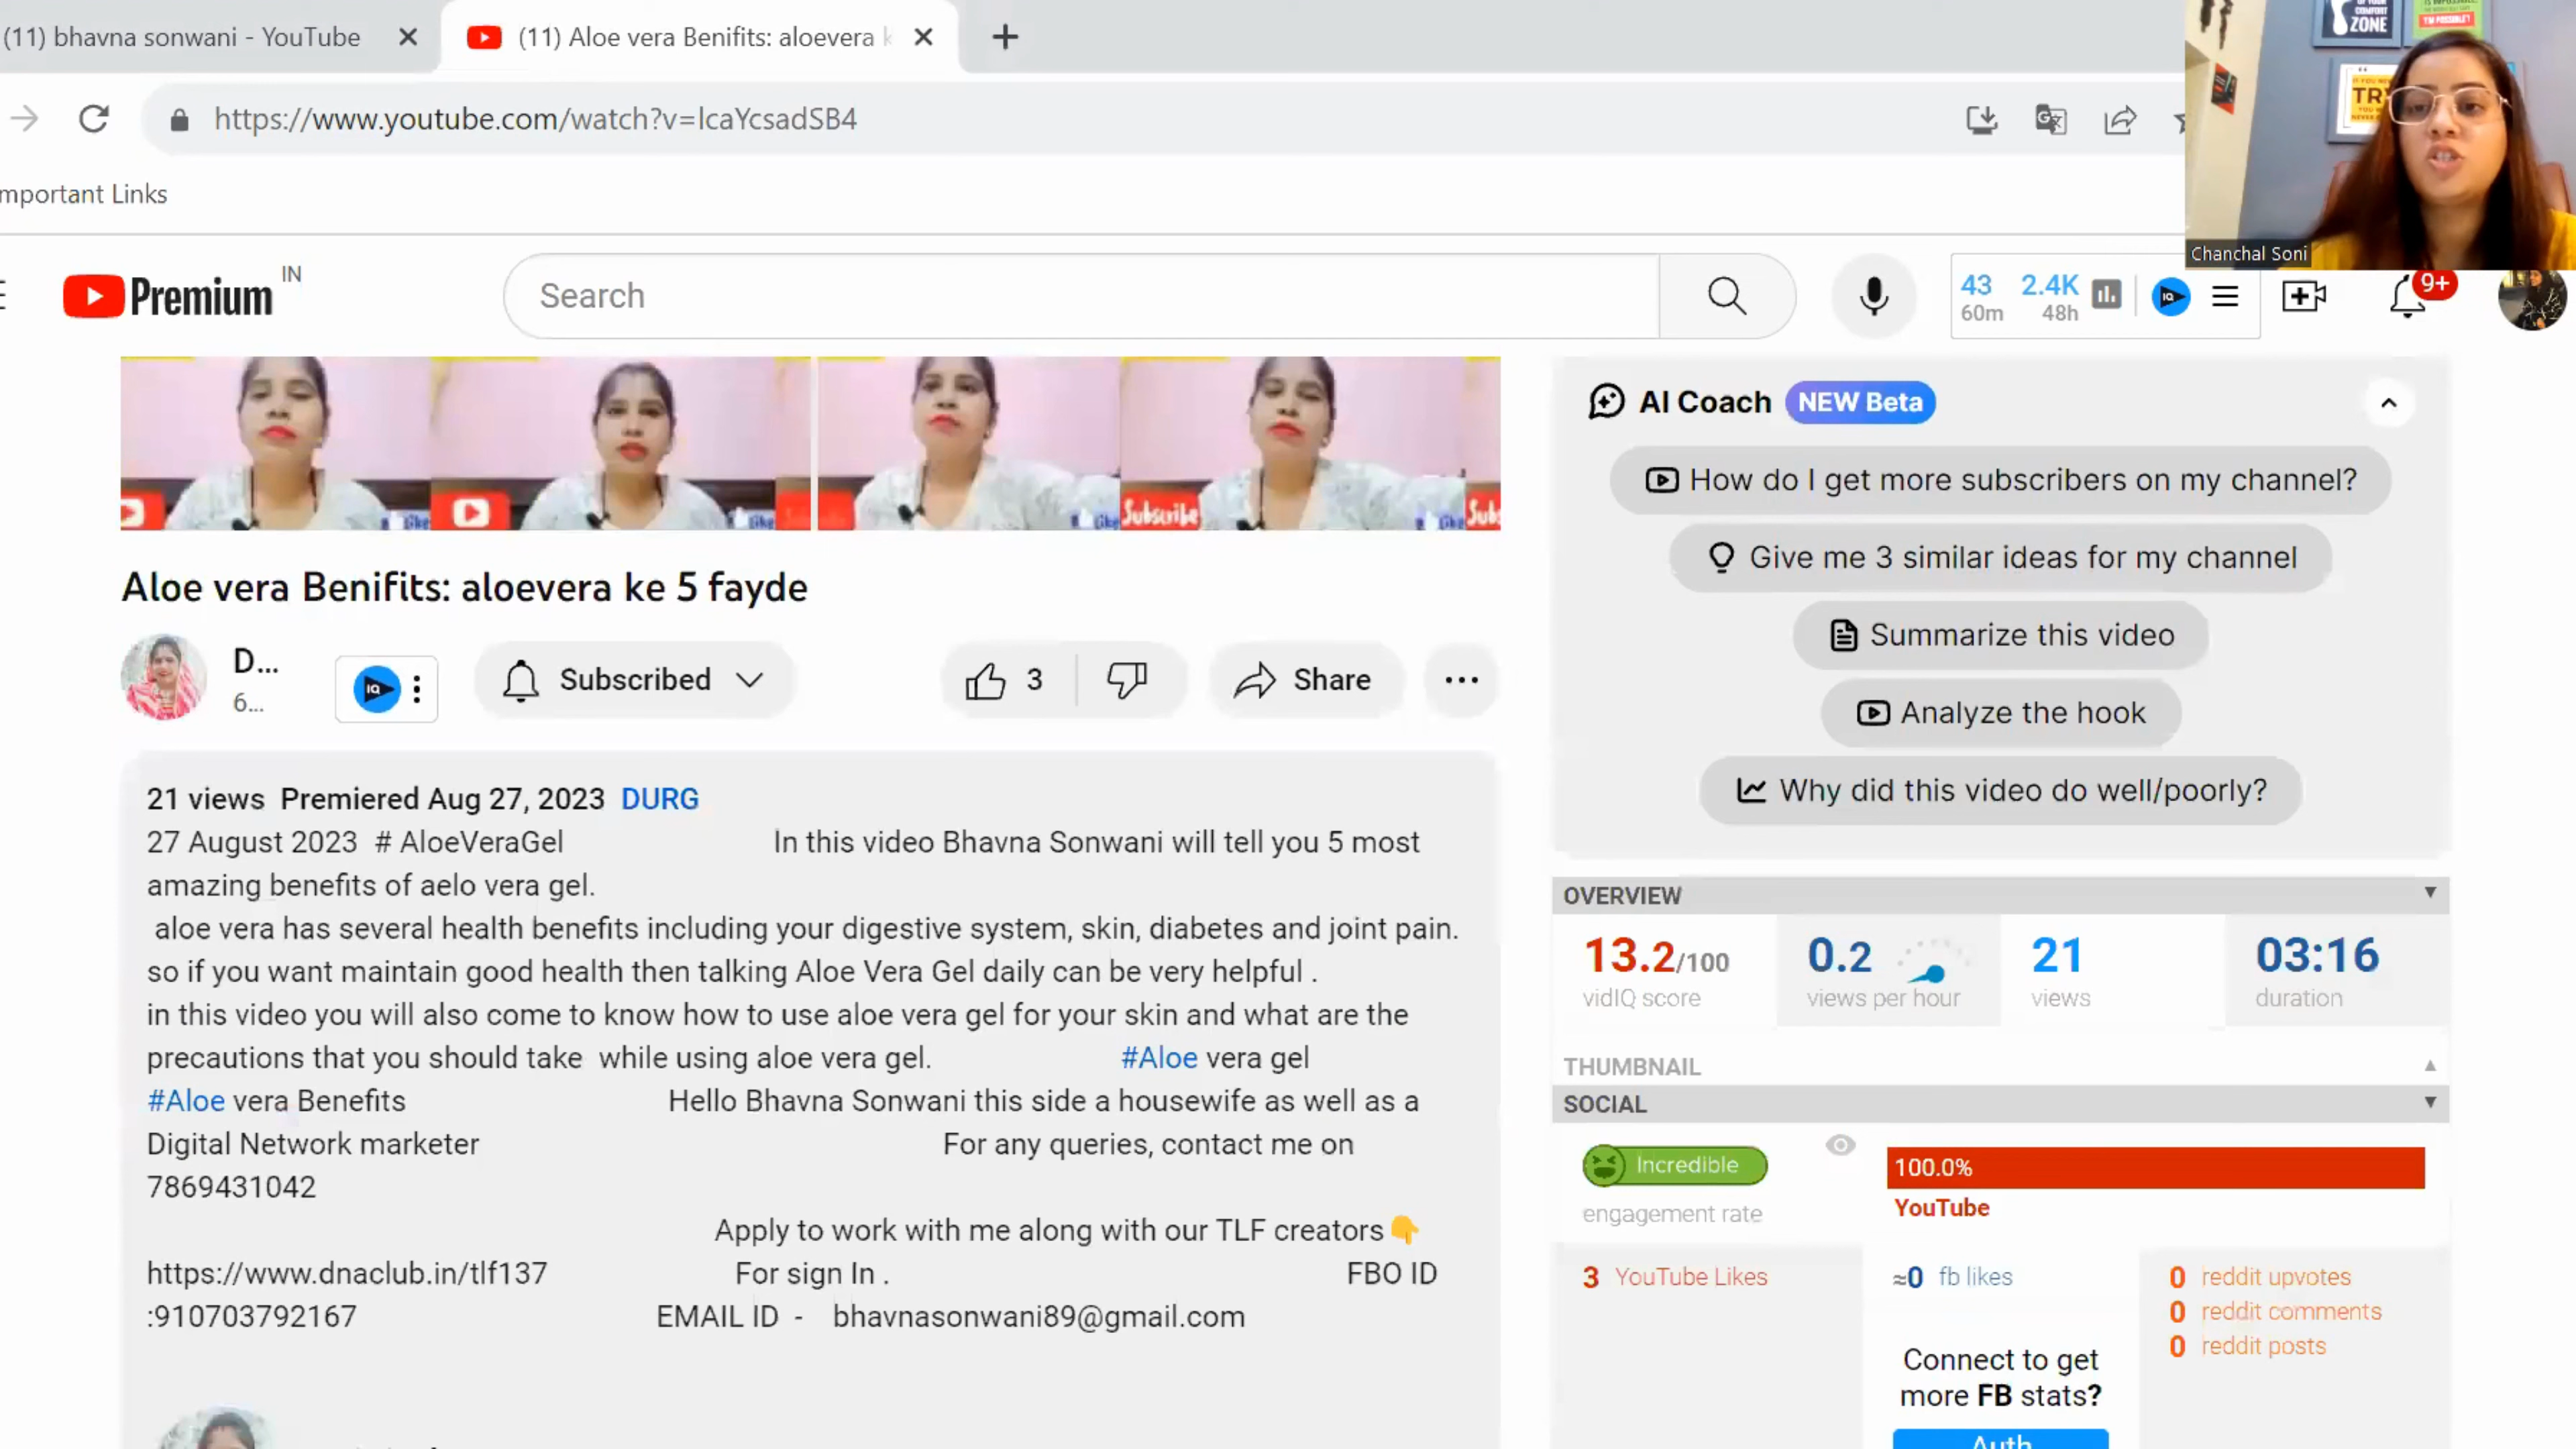 (11) bhavna sonwani - YouTube
(11) Aloe vera Benifits: aloevera k
https://www.youtube.com/watch?v=lcaYcsadSB4
mportant Links
COMFORT
ZONE
I'M POSSIBLE!
TRY
Chanchal Soni
Premium IN
Search
43 2.4K
60m 48h
9+
Like
Like
Like
Subscribe
Like
Subs
AI Coach NEW Beta
How do I get more subscribers on my channel?
Give me 3 similar ideas for my channel
Summarize this video
Analyze the hook
Why did this video do well/poorly?
Aloe vera Benifits: aloevera ke 5 fayde
D...
6...
IQ
Subscribed
3
Share
21 views Premiered Aug 27, 2023 DURG
27 August 2023 # AloeVeraGel In this video Bhavna Sonwani will tell you 5 most
amazing benefits of aelo vera gel.
aloe vera has several health benefits including your digestive system, skin, diabetes and joint pain.
so if you want maintain good health then talking Aloe Vera Gel daily can be very helpful .
in this video you will also come to know how to use aloe vera gel for your skin and what are the
precautions that you should take while using aloe vera gel. #Aloe vera gel
#Aloe vera Benefits Hello Bhavna Sonwani this side a housewife as well as a
Digital Network marketer For any queries, contact me on
7869431042
Apply to work with me along with our TLF creators👇
https://www.dnaclub.in/tlf137 For sign In . FBO ID
:910703792167 EMAIL ID - bhavnasonwani89@gmail.com
OVERVIEW
13.2/100 0.2 21 03:16
vidIQ score views per hour views duration
THUMBNAIL
SOCIAL
Incredible
engagement rate
100.0%
YouTube
3 YouTube Likes
≈0 fb likes
0 reddit upvotes
0 reddit comments
0 reddit posts
Connect to get
more FB stats?
Auth